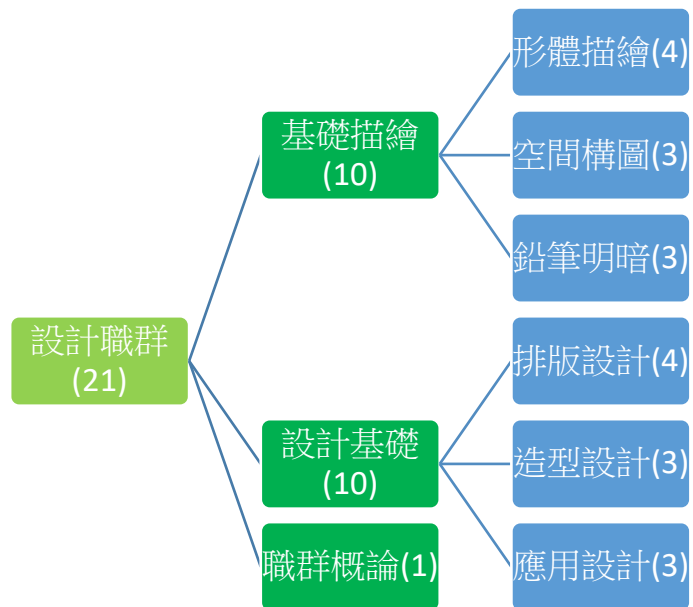 設計職群
(21)
基礎描繪
(10)
形體描繪(4)
空間構圖(3)
鉛筆明暗(3)
設計基礎
(10)
排版設計(4)
造型設計(3)
應用設計(3)
職群概論(1)